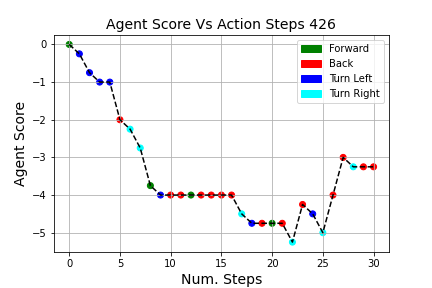 Agent Score Vs Action Steps 426
Forward
Back
Turn Left
Turn Right
Agent Score
0
−1
−2
−3
−4
−5
0 5 10 15 20 25 30
Num. Steps